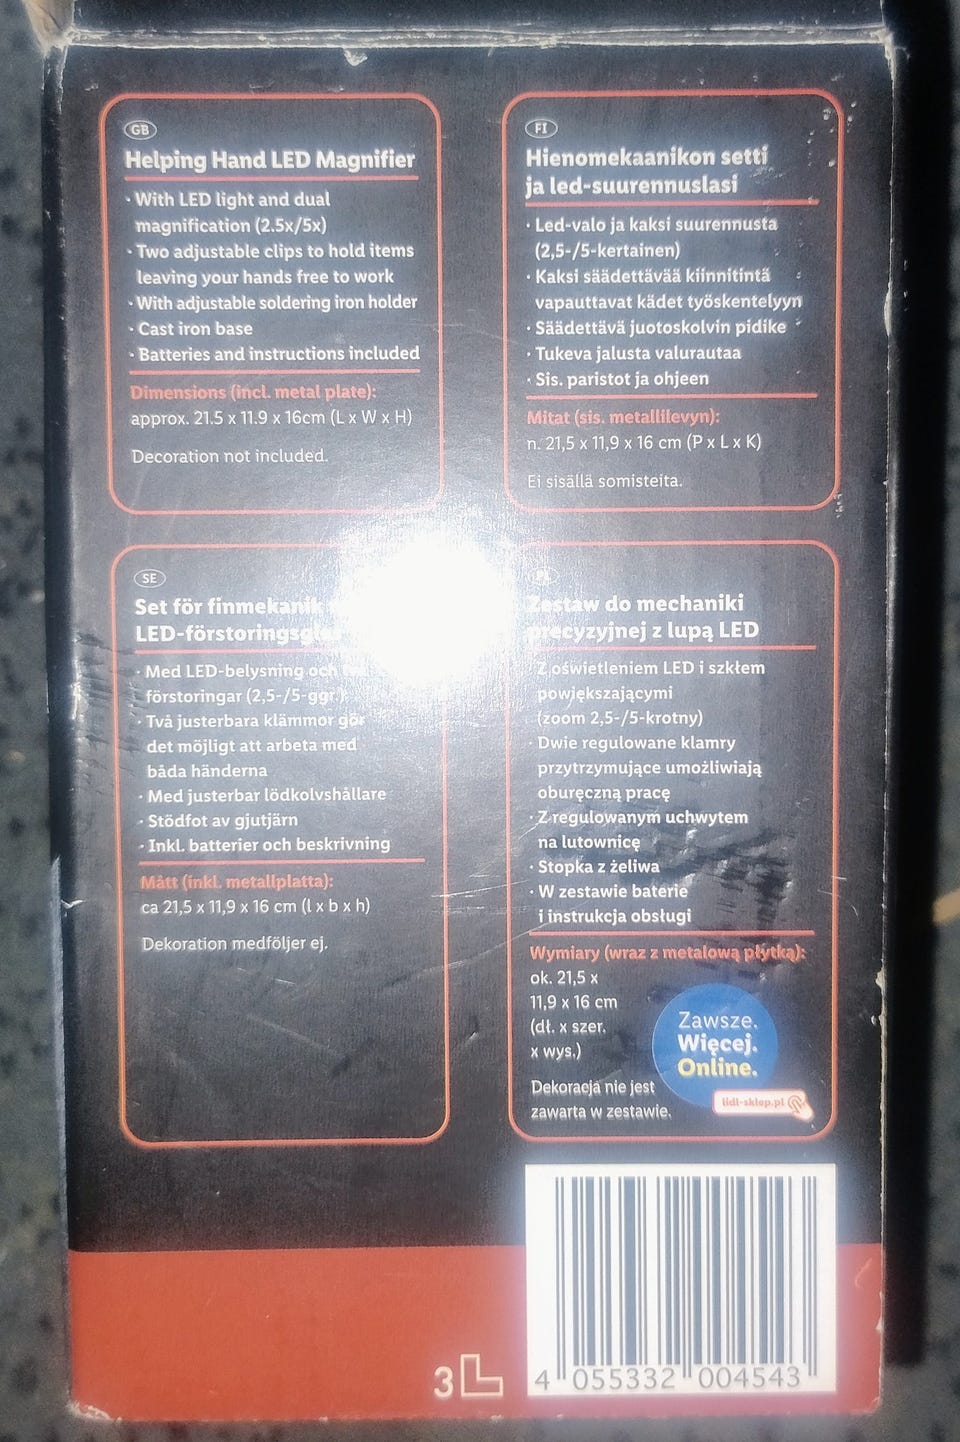 GB
Helping Hand LED Magnifier
· With LED light and dual
magnification (2.5x/5x)
· Two adjustable clips to hold items
leaving your hands free to work
· With adjustable soldering iron holder
· Cast iron base
· Batteries and instructions included
Dimensions (incl. metal plate):
approx. 21.5 x 11.9 x 16cm (L x W x H)
Decoration not included.
FI
Hienomekaanikon setti
ja led-suurennuslasi
· Led-valo ja kaksi suurennusta
(2,5-/5-kertainen)
· Kaksi säädettävää kiinnitintä
vapauttavat kädet työskentelyyn
· Säädettävä juotoskolvin pidike
· Tukeva jalusta valurautaa
· Sis. paristot ja ohjeen
Mitat (sis. metallilevyn):
n. 21,5 x 11,9 x 16 cm (P x L x K)
Ei sisällä somisteita.
SE
Set för finmekanik
LED-förstoringsglas
· Med LED-belysning och
förstoringar (2,5-/5-ggr.)
· Två justerbara klämmor gör
det möjligt att arbeta med
båda händerna
· Med justerbar lödkolvshållare
· Stödfot av gjutjärn
· Inkl. batterier och beskrivning
Mått (inkl. metallplatta):
ca 21,5 x 11,9 x 16 cm (l x b x h)
Dekoration medföljer ej.
PL
Zestaw do mechaniki
precyzyjnej z lupą LED
· Z oświetleniem LED i szkłem
powiększającymi
(zoom 2,5-/5-krotny)
· Dwie regulowane klamry
przytrzymujące umożliwiają
oburęczną pracę
· Z regulowanym uchwytem
na lutownicę
· Stopka z żeliwa
· W zestawie baterie
i instrukcja obsługi
Wymiary (wraz z metalową płytką):
ok. 21,5 x
11,9 x 16 cm
(dł. x szer.
x wys.)
Dekoracja nie jest
zawarta w zestawie.
Zawsze.
Więcej.
Online.
lidl-sklep.pl
3L
4 055332 004543